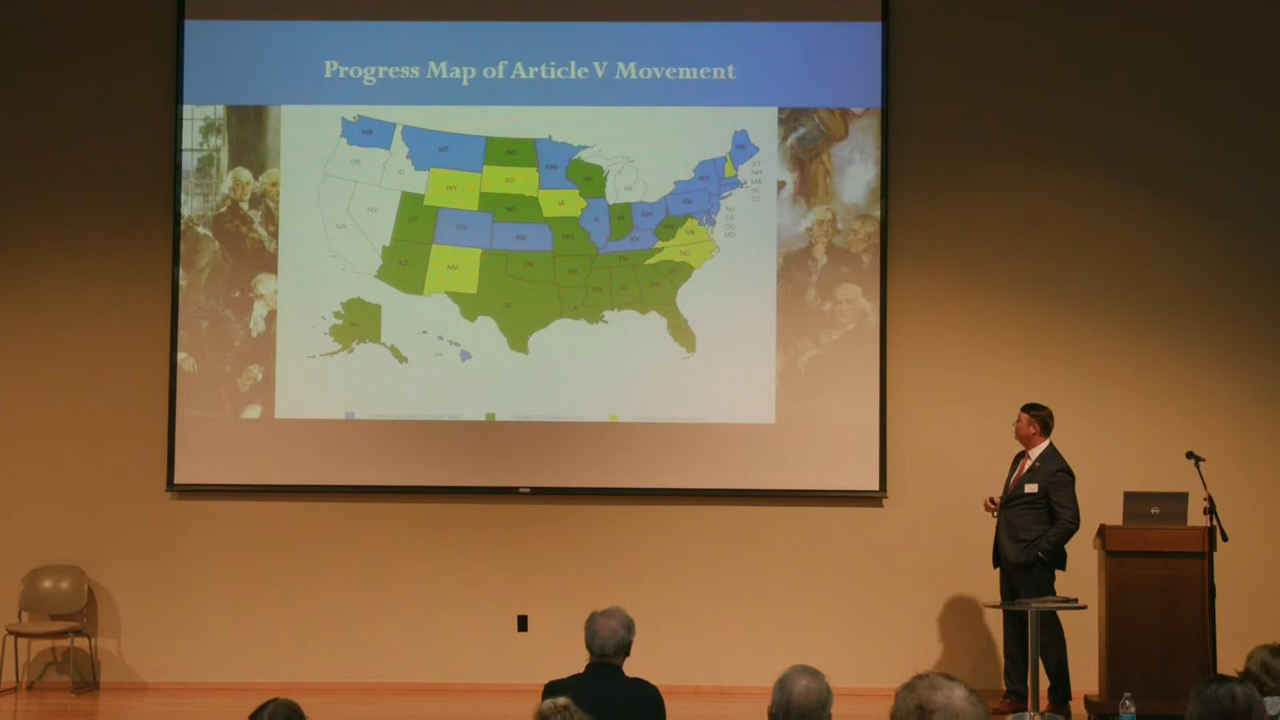 Progress Map of Article V Movement
WA
MT
ND
MN
ME
OR
ID
WY
SD
WI
MI
NY
VT
NH
MA
RI
CT
NV
IA
PA
NJ
DE
DC
MD
CA
UT
CO
NE
KS
MO
IL
IN
OH
KY
WV
VA
NC
AZ
NM
OK
AR
TN
MS
AL
GA
SC
TX
LA
AK
HI
DELL